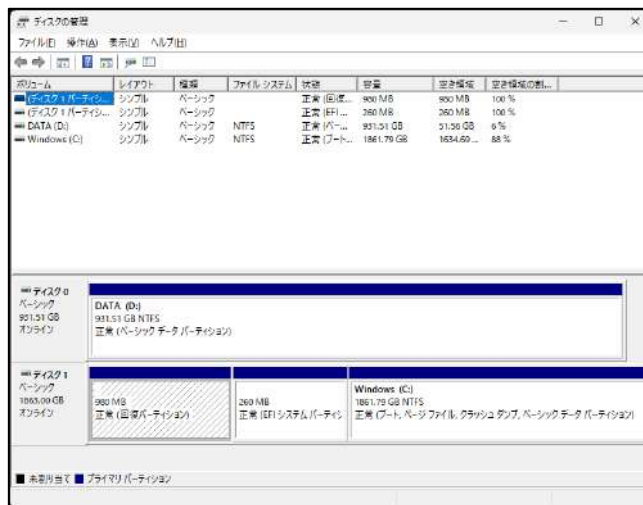 ディスクの管理
ファイル(F) 操作(A) 表示(V) ヘルプ(H)
ボリューム レイアウト 種類 ファイル システム 状態 容量 空き領域 空き領域の割...
(ディスク 1 パーティシ... シンプル ベーシック 正常 (回復... 980 MB 980 MB 100 %
(ディスク 1 パーティシ... シンプル ベーシック 正常 (EFI ... 260 MB 260 MB 100 %
DATA (D:) シンプル ベーシック NTFS 正常 (ベー... 931.51 GB 51.56 GB 6 %
Windows (C:) シンプル ベーシック NTFS 正常 (ブート... 1861.79 GB 1634.69... 88 %
ディスク 0
ベーシック
931.51 GB
オンライン
DATA (D:)
931.51 GB NTFS
正常 (ベーシック データ パーティション)
ディスク 1
ベーシック
1863.00 GB
オンライン
980 MB
正常 (回復パーティション)
260 MB
正常 (EFI システム パーティシ
Windows (C:)
1861.79 GB NTFS
正常 (ブート, ページ ファイル, クラッシュ ダンプ, ベーシック データ パーティション)
未割り当て プライマリ パーティション